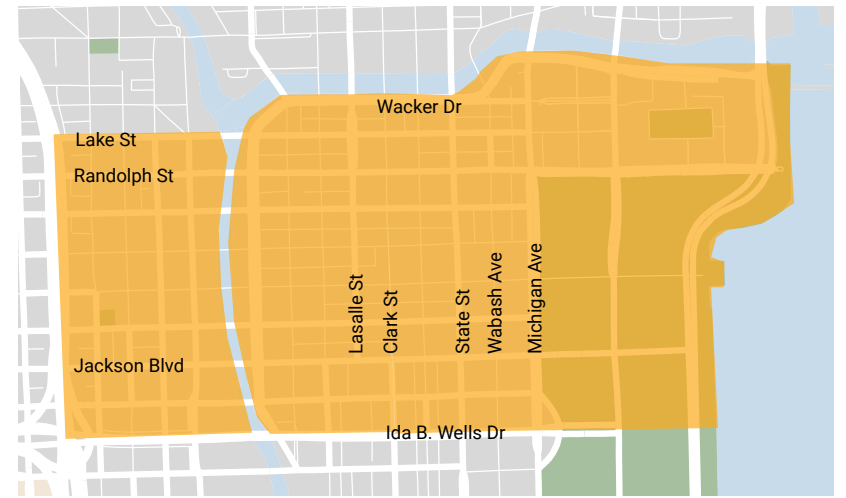 Wacker Dr
Lake St
Randolph St
Lasalle St
Clark St
State St
Wabash Ave
Michigan Ave
Jackson Blvd
Ida B. Wells Dr